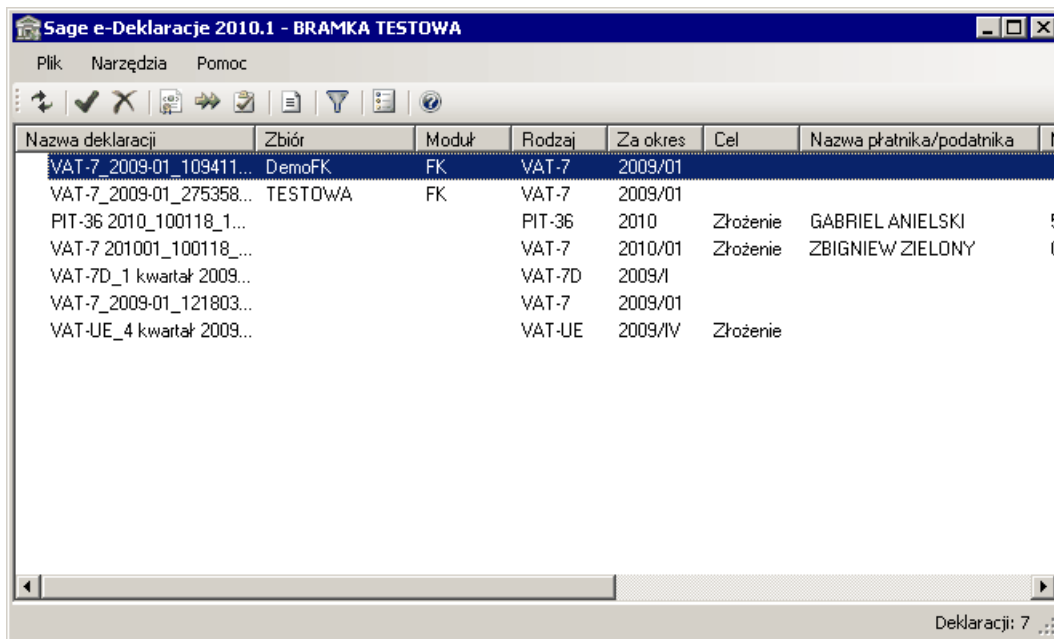 Sage e-Deklaracje 2010.1 - BRAMKA TESTOWA
Plik Narzędzia Pomoc
Nazwa deklaracji Zbiór Moduł Rodzaj Za okres Cel Nazwa płatnika/podatnika
VAT-7_2009-01_109411... DemoFK FK VAT-7 2009/01
VAT-7_2009-01_275358... TESTOWA FK VAT-7 2009/01
PIT-36 2010_100118_1... PIT-36 2010 Złożenie GABRIEL ANIELSKI
VAT-7 201001_100118_... VAT-7 2010/01 Złożenie ZBIGNIEW ZIELONY
VAT-7D_1 kwartał 2009... VAT-7D 2009/I
VAT-7_2009-01_121803... VAT-7 2009/01
VAT-UE_4 kwartał 2009... VAT-UE 2009/IV Złożenie
Deklaracji: 7